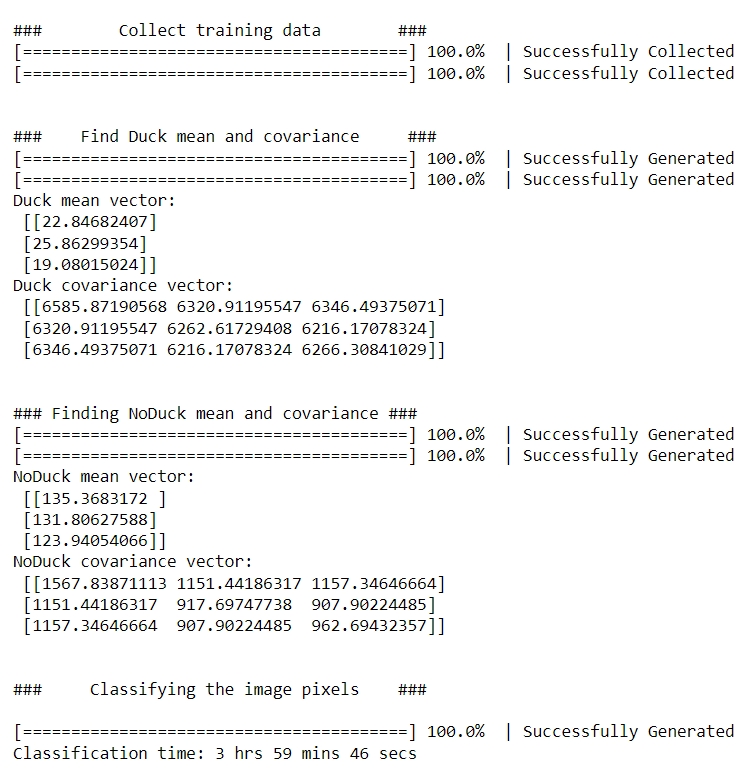 ###        Collect training data        ###
[========================================] 100.0%  | Successfully Collected
[========================================] 100.0%  | Successfully Collected
###    Find Duck mean and covariance     ###
[========================================] 100.0%  | Successfully Generated
[========================================] 100.0%  | Successfully Generated
Duck mean vector:
 [[22.84682407]
 [25.86299354]
 [19.08015024]]
Duck covariance vector:
 [[6585.87190568 6320.91195547 6346.49375071]
 [6320.91195547 6262.61729408 6216.17078324]
 [6346.49375071 6216.17078324 6266.30841029]]
### Finding NoDuck mean and covariance ###
[========================================] 100.0%  | Successfully Generated
[========================================] 100.0%  | Successfully Generated
NoDuck mean vector:
 [[135.3683172 ]
 [131.80627588]
 [123.94054066]]
NoDuck covariance vector:
 [[1567.83871113 1151.44186317 1157.34646664]
 [1151.44186317  917.69747738  907.90224485]
 [1157.34646664  907.90224485  962.69432357]]
###     Classifying the image pixels    ###
[========================================] 100.0%  | Successfully Generated
Classification time: 3 hrs 59 mins 46 secs